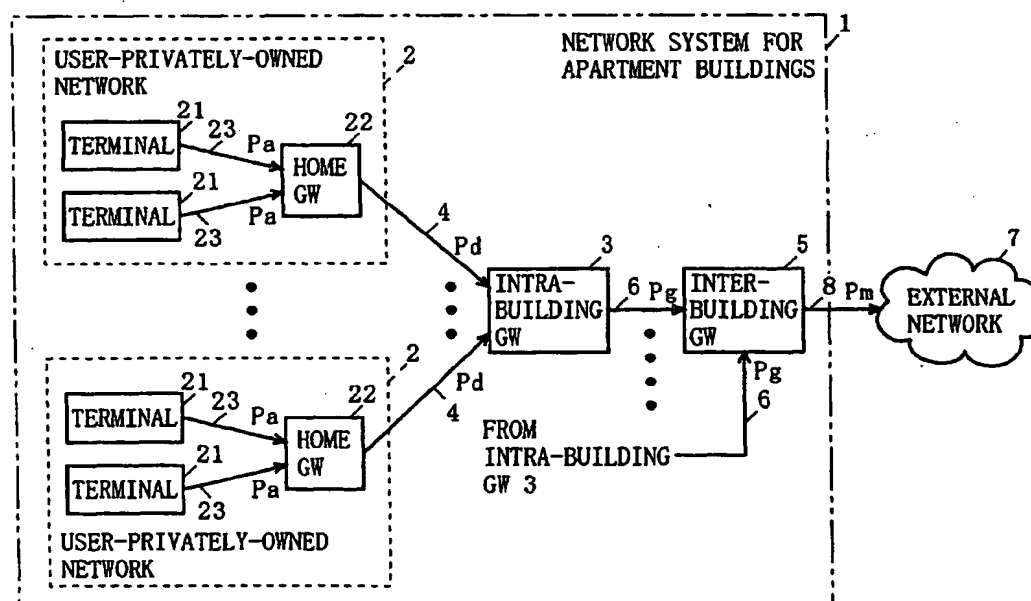 1
NETWORK SYSTEM FOR
APARTMENT BUILDINGS
USER-PRIVATELY-OWNED
NETWORK
2
21
TERMINAL
23
Pa
22
HOME
GW
21
TERMINAL
23
Pa
4
Pd
3
INTRA-
BUILDING
GW
6
Pg
5
INTER-
BUILDING
GW
8
Pm
7
EXTERNAL
NETWORK
2
21
TERMINAL
23
Pa
22
HOME
GW
21
TERMINAL
23
Pa
Pd
4
Pg
6
FROM
INTRA-BUILDING
GW 3
USER-PRIVATELY-OWNED
NETWORK